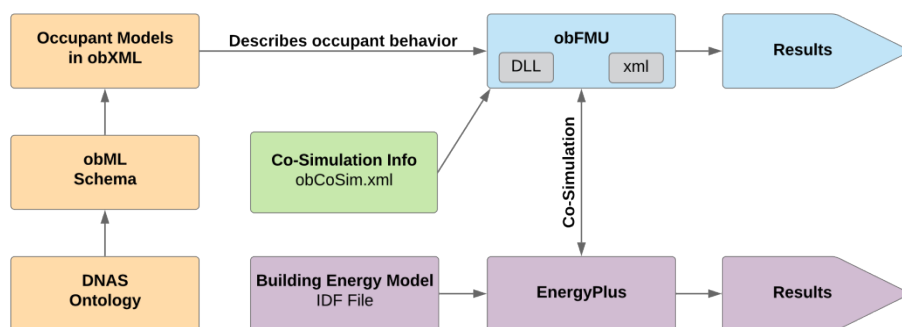 Occupant Models
in obXML
Describes occupant behavior
obFMU
DLL
xml
Results
obML
Schema
Co-Simulation Info
obCoSim.xml
Co-Simulation
DNAS
Ontology
Building Energy Model
IDF File
EnergyPlus
Results